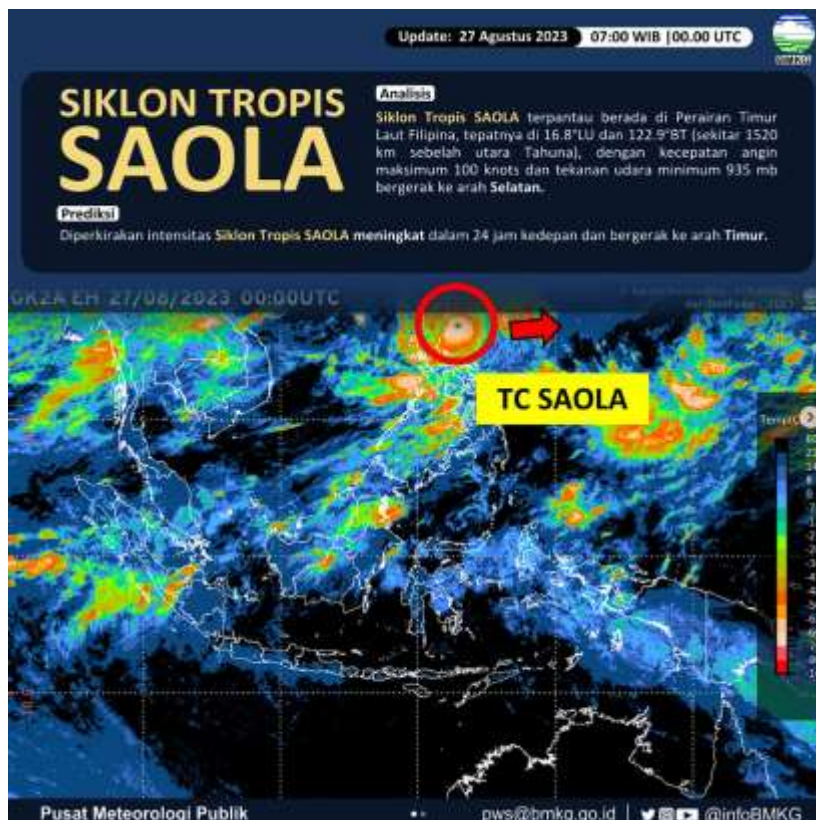 Update: 27 Agustus 2023 07:00 WIB |00.00 UTC
BMKG
SIKLON TROPIS
SAOLA
Analisis
Siklon Tropis SAOLA terpantau berada di Perairan Timur
Laut Filipina, tepatnya di 16.8°LU dan 122.9°BT (sekitar 1520
km sebelah utara Tahuna), dengan kecepatan angin
maksimum 100 knots dan tekanan udara minimum 935 mb
bergerak ke arah Selatan.
Prediksi
Diperkirakan intensitas Siklon Tropis SAOLA meningkat dalam 24 jam kedepan dan bergerak ke arah Timur.
GK2A EH 27/08/2023 00:00UTC
TC SAOLA
Pusat Meteorologi Publik
pws@bmkg.go.id | @infoBMKG